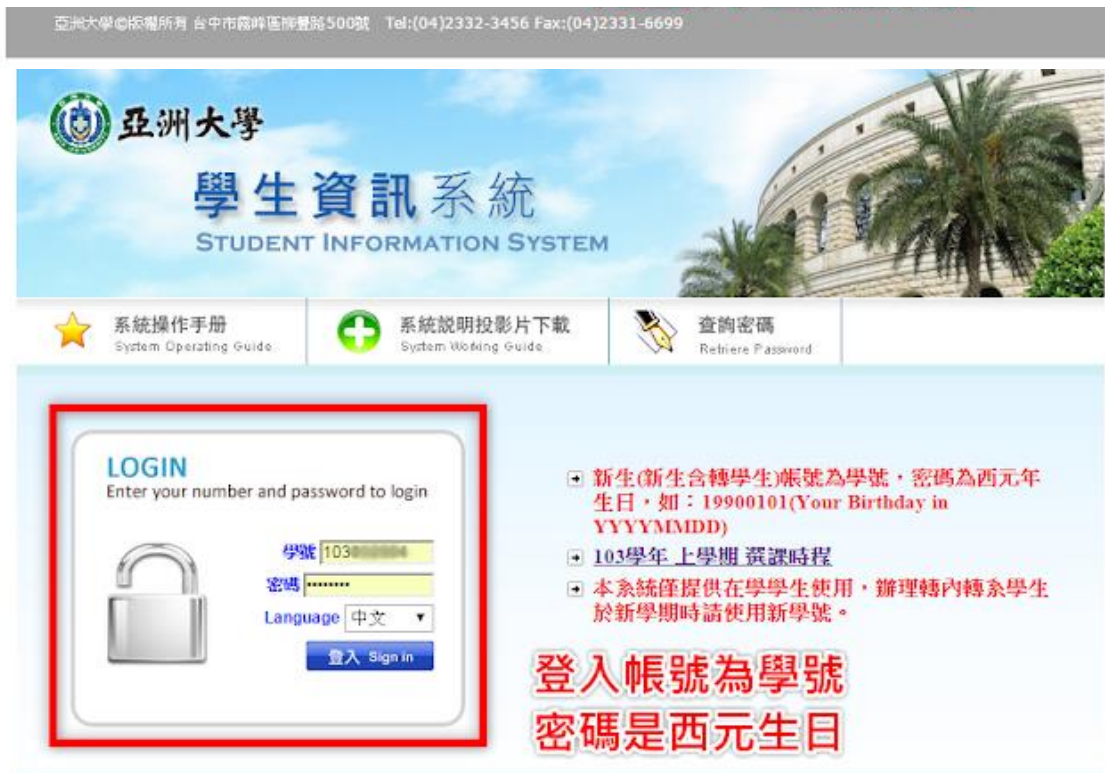 亞洲大學©版權所有 台中市霧峰區柳豐路500號 Tel:(04)2332-3456 Fax:(04)2331-6699
亞洲大學
學生資訊系統
STUDENT INFORMATION SYSTEM
系統操作手冊
System Operating Guide
系統説明投影片下載
System Working Guide
查詢密碼
Retriere Password
LOGIN
Enter your number and password to login
學號 103
密碼 ••••••••
Language 中文
登入 Sign in
新生(新生含轉學生)帳號為學號，密碼為西元年
生日，如：19900101(Your Birthday in
YYYYMMDD)
103學年 上學期 選課時程
本系統僅提供在學學生使用，辦理轉內轉系學生
於新學期時請使用新學號。
登入帳號為學號
密碼是西元生日